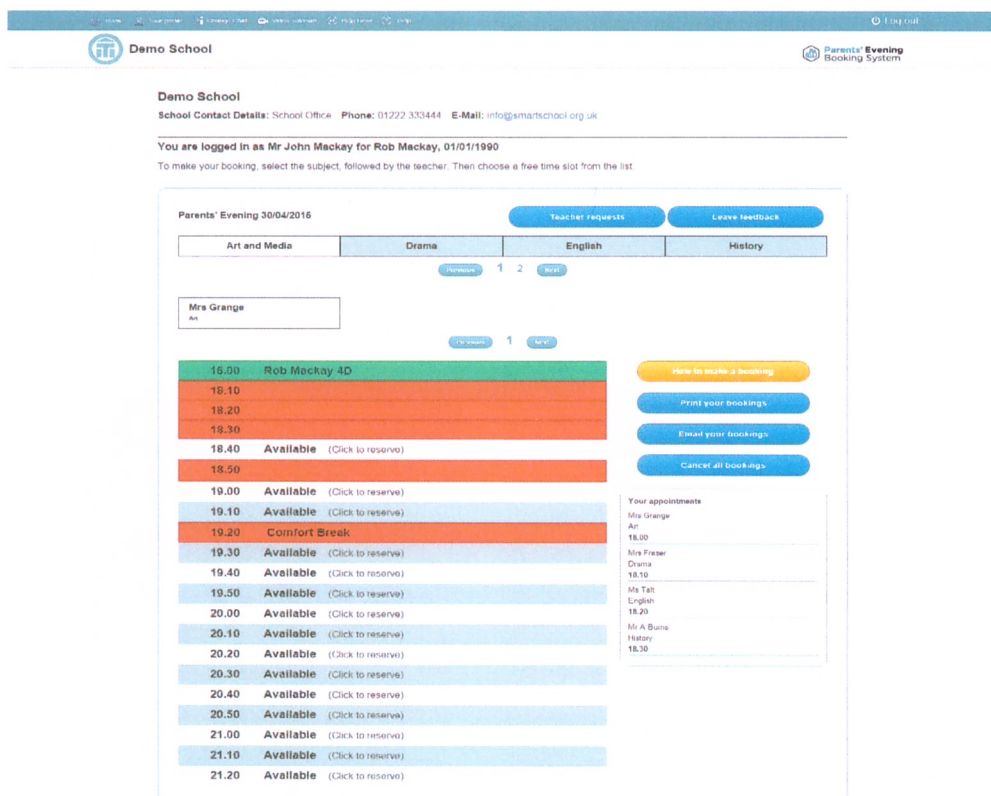 Log out
Demo School
Parents' Evening
Booking System
Demo School
School Contact Details: School Office Phone: 01222 333444 E-Mail: info@smartschool.org.uk
You are logged in as Mr John Mackay for Rob Mackay, 01/01/1990
To make your booking, select the subject, followed by the teacher. Then choose a free time slot from the list
Parents' Evening 30/04/2015
Teacher requests
Leave feedback
Art and Media Drama English History
Previous 1 2 Next
Mrs Grange
Art
Previous 1 Next
18.00 Rob Mackay 4D
18.10
18.20
18.30
18.40 Available (Click to reserve)
18.50
19.00 Available (Click to reserve)
19.10 Available (Click to reserve)
19.20 Comfort Break
19.30 Available (Click to reserve)
19.40 Available (Click to reserve)
19.50 Available (Click to reserve)
20.00 Available (Click to reserve)
20.10 Available (Click to reserve)
20.20 Available (Click to reserve)
20.30 Available (Click to reserve)
20.40 Available (Click to reserve)
20.50 Available (Click to reserve)
21.00 Available (Click to reserve)
21.10 Available (Click to reserve)
21.20 Available (Click to reserve)
How to make a booking
Print your bookings
Email your bookings
Cancel all bookings
Your appointments
Mrs Grange
Art
18.00
Mrs Fraser
Drama
18.10
Ms Tait
English
18.20
Mr A Burns
History
18.30